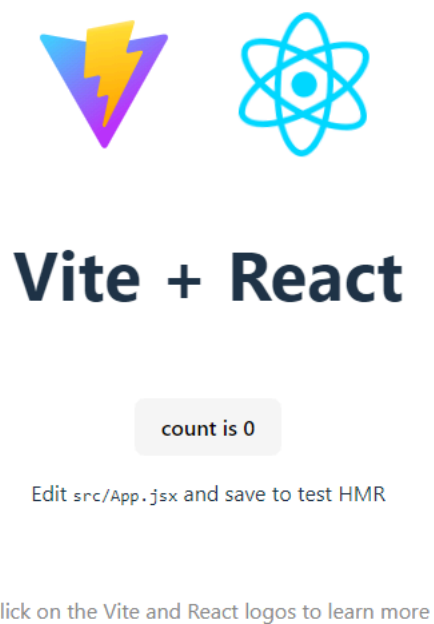 Vite + React
count is 0
Edit src/App.jsx and save to test HMR
lick on the Vite and React logos to learn more